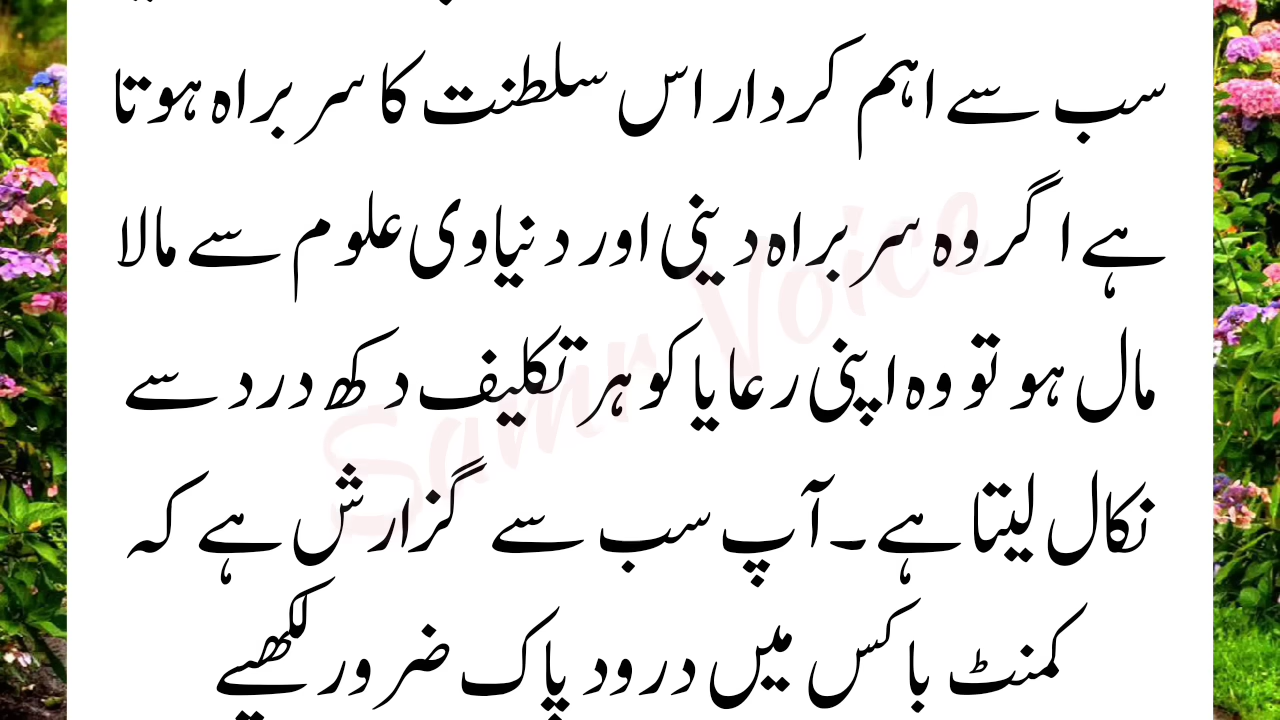 سب سے اہم کردار اس سلطنت کا سربراہ ہوتا
ہے اگر وہ سربراہ دینی اور دنیاوی علوم سے مالا
مال ہو تو وہ اپنی رعایا کو ہر تکلیف دکھ درد سے
نکال لیتا ہے۔آپ سب سے گزارش ہے کہ
کمنٹ باکس میں درود پاک ضرور لکھیے
Samr Voice